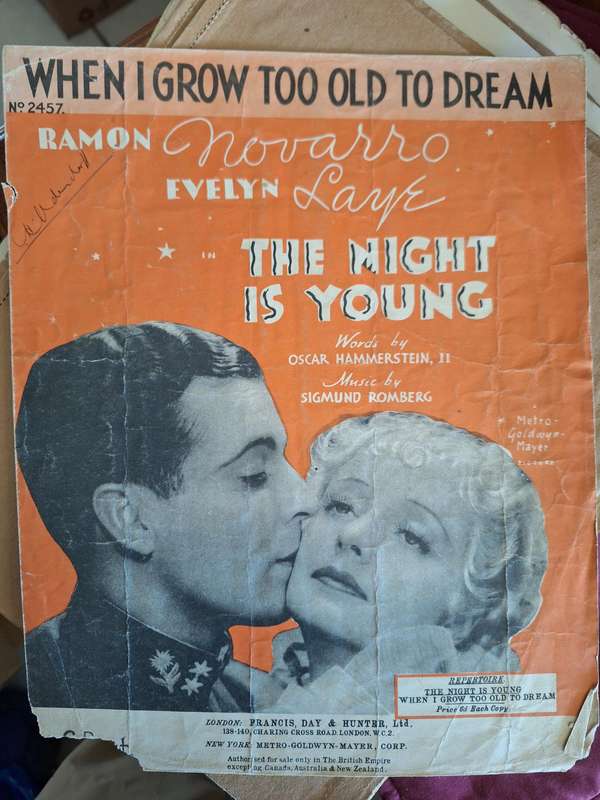 WHEN I GROW TOO OLD TO DREAM
Nº 2457.
RAMON Novarro
EVELYN Laye
IN
THE NIGHT
IS YOUNG
Words by
OSCAR HAMMERSTEIN, II
Music by
SIGMUND ROMBERG
Metro-
Goldwyn-
Mayer
PICTURE
REPERTOIRE
THE NIGHT IS YOUNG
WHEN I GROW TOO OLD TO DREAM
Price 6d Each Copy.
LONDON: FRANCIS, DAY & HUNTER, Ltd.
138-140, CHARING CROSS ROAD, LONDON, W.C.2.
NEW YORK: METRO-GOLDWYN-MAYER, CORP.
Authorised for sale only in The British Empire
except Canada, Australia & New Zealand.